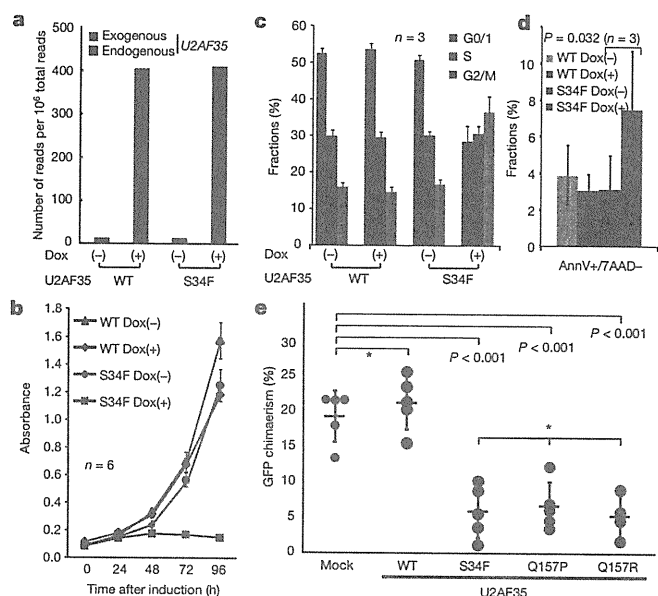 a
Exogenous
Endogenous
U2AF35
Number of reads per 10⁶ total reads
500
400
300
200
100
0
Dox (–) (+) (–) (+)
U2AF35 WT S34F
c
n = 3
G0/1
S
G2/M
Fractions (%)
60
50
40
30
20
10
0
Dox (–) (+) (–) (+)
U2AF35 WT S34F
d
P = 0.032 (n = 3)
WT Dox(–)
WT Dox(+)
S34F Dox(–)
S34F Dox(+)
Fractions (%)
8
6
4
2
0
AnnV+/7AAD–
b
WT Dox(–)
WT Dox(+)
S34F Dox(–)
S34F Dox(+)
Absorbance
1.8
1.6
1.4
1.2
1.0
0.8
0.6
0.4
0.2
0
n = 6
0 24 48 72 96
Time after induction (h)
e
P < 0.001
P < 0.001
P < 0.001
*
*
GFP chimaerism (%)
35
30
25
20
15
10
5
0
Mock WT S34F Q157P Q157R
U2AF35